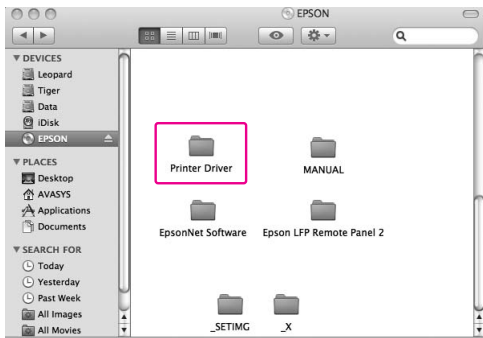 EPSON
DEVICES
Leopard
Tiger
Data
iDisk
EPSON
PLACES
Desktop
AVASYS
Applications
Documents
SEARCH FOR
Today
Yesterday
Past Week
All Images
All Movies
Printer Driver
MANUAL
EpsonNet Software
Epson LFP Remote Panel 2
_SETIMG
_X